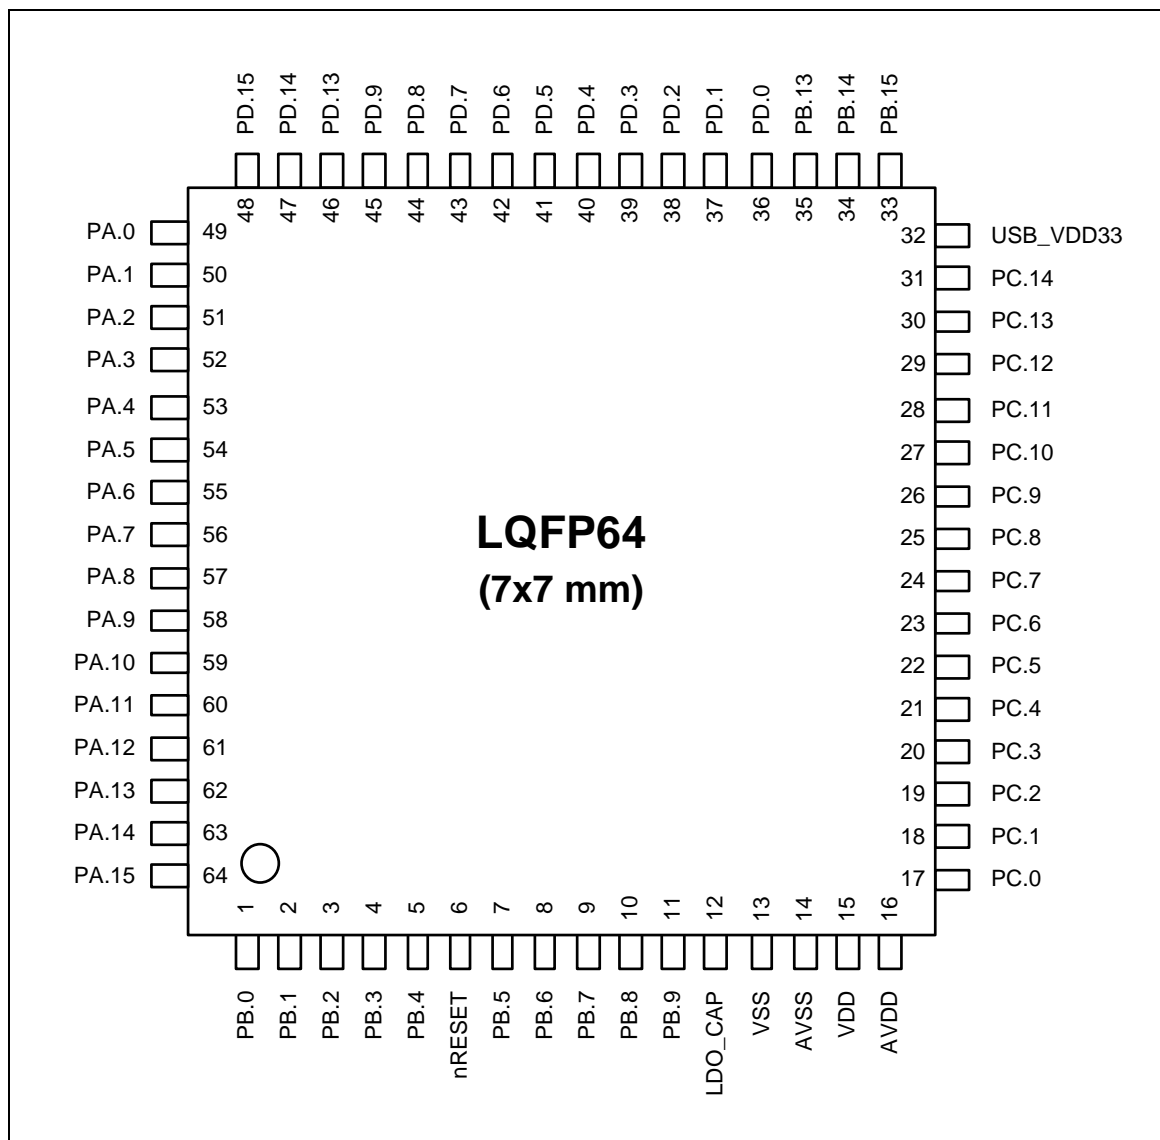 PD.15 PD.14 PD.13 PD.9 PD.8 PD.7 PD.6 PD.5 PD.4 PD.3 PD.2 PD.1 PD.0 PB.13 PB.14 PB.15
48 47 46 45 44 43 42 41 40 39 38 37 36 35 34 33
PA.0 49 32 USB_VDD33
PA.1 50 31 PC.14
PA.2 51 30 PC.13
PA.3 52 29 PC.12
PA.4 53 28 PC.11
PA.5 54 27 PC.10
PA.6 55 26 PC.9
LQFP64
PA.7 56 25 PC.8
PA.8 57 24 PC.7
(7x7 mm)
PA.9 58 23 PC.6
PA.10 59 22 PC.5
PA.11 60 21 PC.4
PA.12 61 20 PC.3
PA.13 62 19 PC.2
PA.14 63 18 PC.1
PA.15 64 17 PC.0
1 2 3 4 5 6 7 8 9 10 11 12 13 14 15 16
PB.0 PB.1 PB.2 PB.3 PB.4 nRESET PB.5 PB.6 PB.7 PB.8 PB.9 LDO_CAP VSS AVSS VDD AVDD